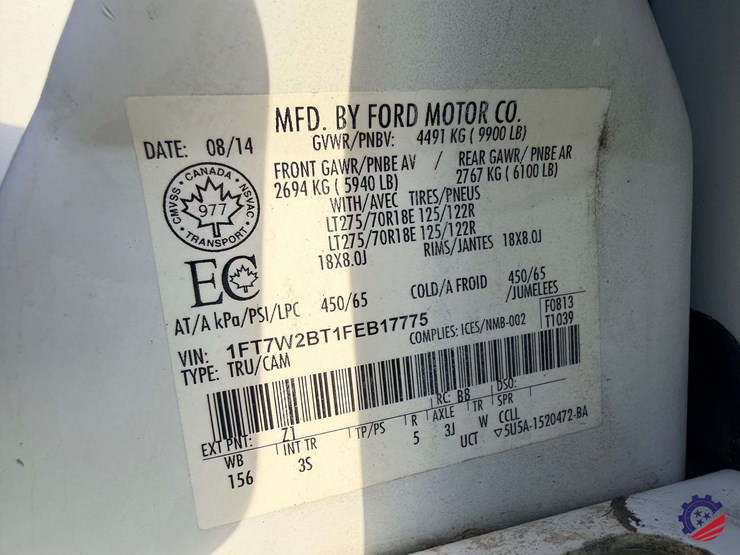 MFD. BY FORD MOTOR CO.
DATE: 08/14
GVWR/PNBV: 4491 KG ( 9900 LB)
FRONT GAWR/PNBE AV / REAR GAWR/ PNBE AR
2694 KG ( 5940 LB) 2767 KG ( 6100 LB)
WITH/AVEC TIRES/PNEUS
LT275/70R18E 125/122R
LT275/70R18E 125/122R
18X8.0J RIMS/JANTES 18X8.0J
CMVSS • CANADA • NSVAC • TRANSPORT •
977
EC
AT/A kPa/PSI/LPC 450/65 COLD/A FROID 450/65
/JUMELEES
VIN: 1FT7W2BT1FEB17775
COMPLIES: ICES/NMB-002
F0813
T1039
TYPE: TRU/CAM
EXT PNT: Z1 RC: B8 DSO:
WB INT TR TP/PS R AXLE TR SPR
156 3S 5 3J W CCLL
UCT ▽5U5A-1520472-BA